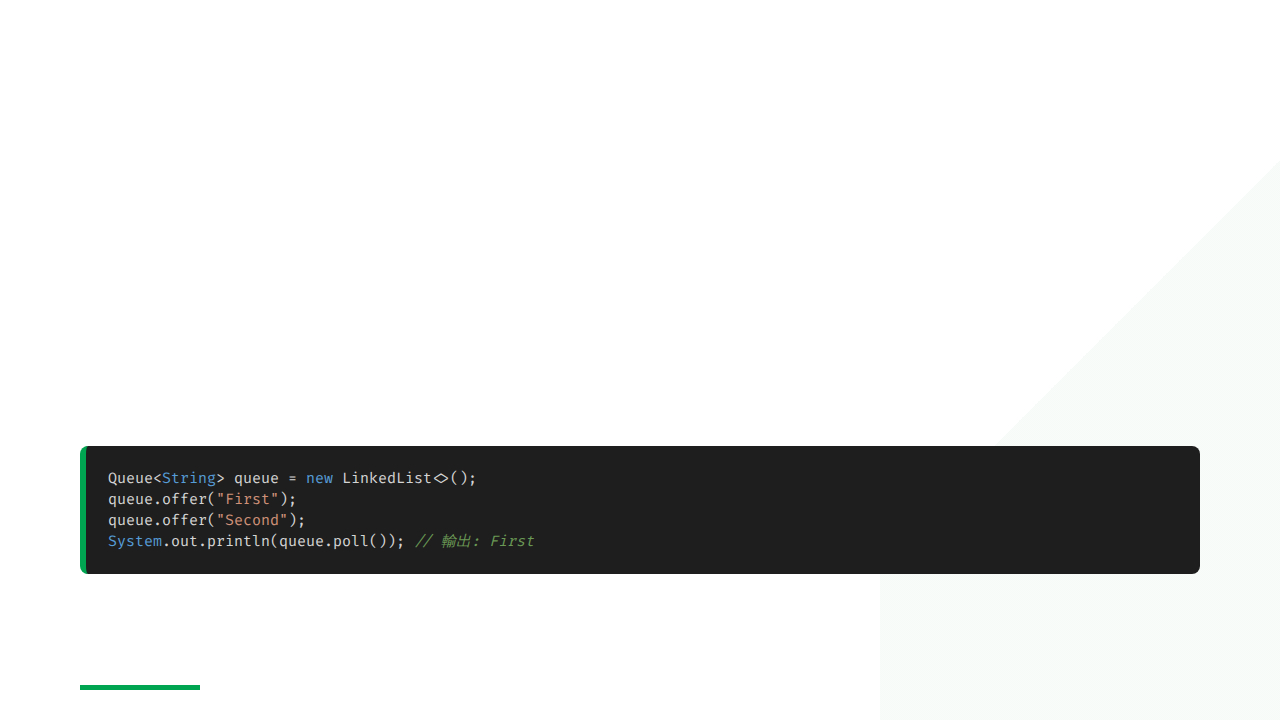 Queue<String> queue = new LinkedList<>();
queue.offer("First");
queue.offer("Second");
System.out.println(queue.poll()); // 輸出: First